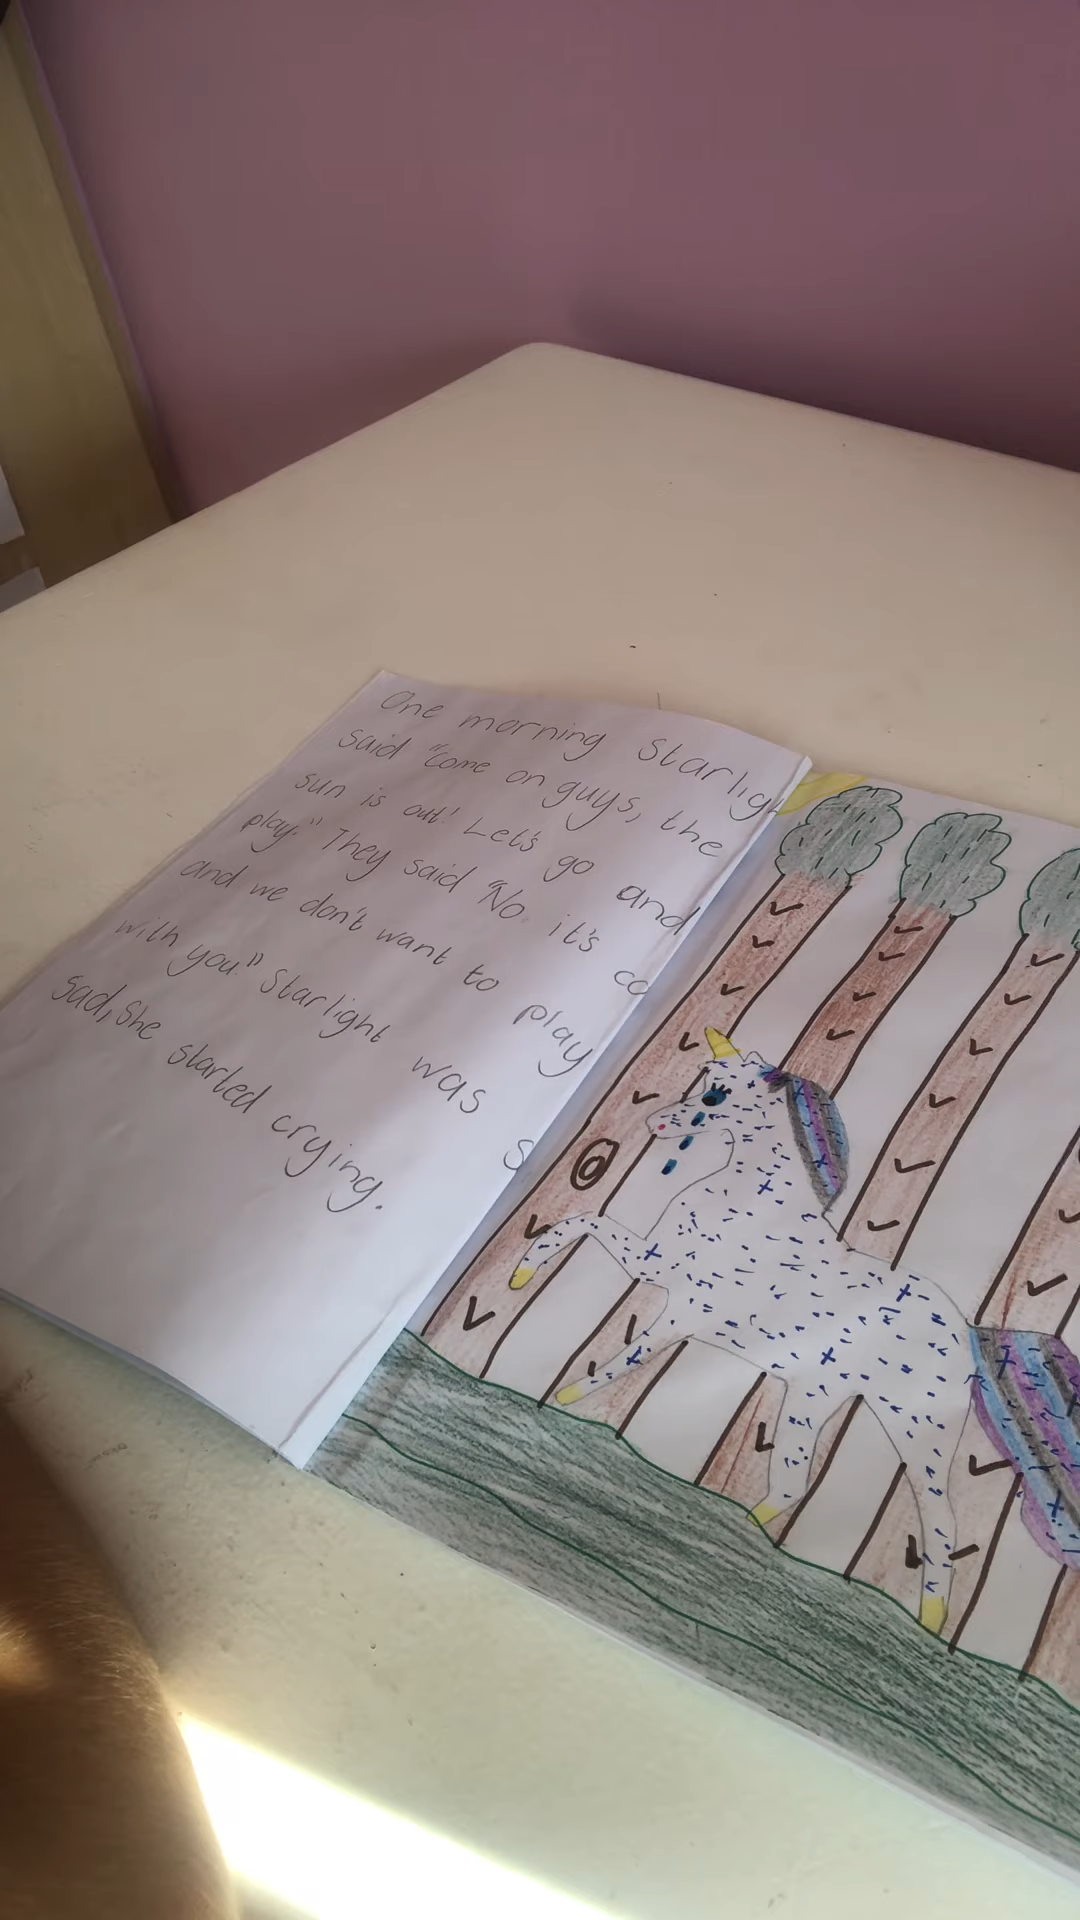 One morning Starligh
said "Come on guys, the
sun is out! Let's go and
play." They said "No it's co
and we don't want to play
with you." Starlight was s
sad, she started crying.